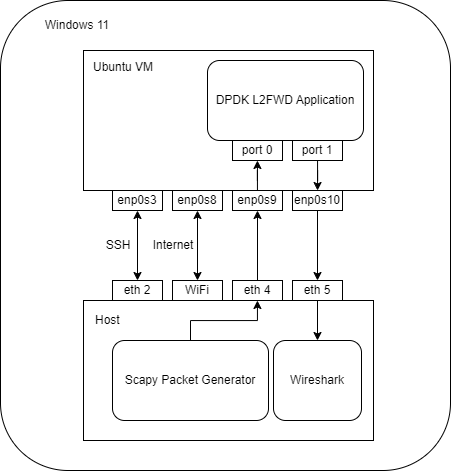 Windows 11
Ubuntu VM
DPDK L2FWD Application
port 0
port 1
enp0s3
enp0s8
enp0s9
enp0s10
SSH
Internet
eth 2
WiFi
eth 4
eth 5
Host
Scapy Packet Generator
Wireshark